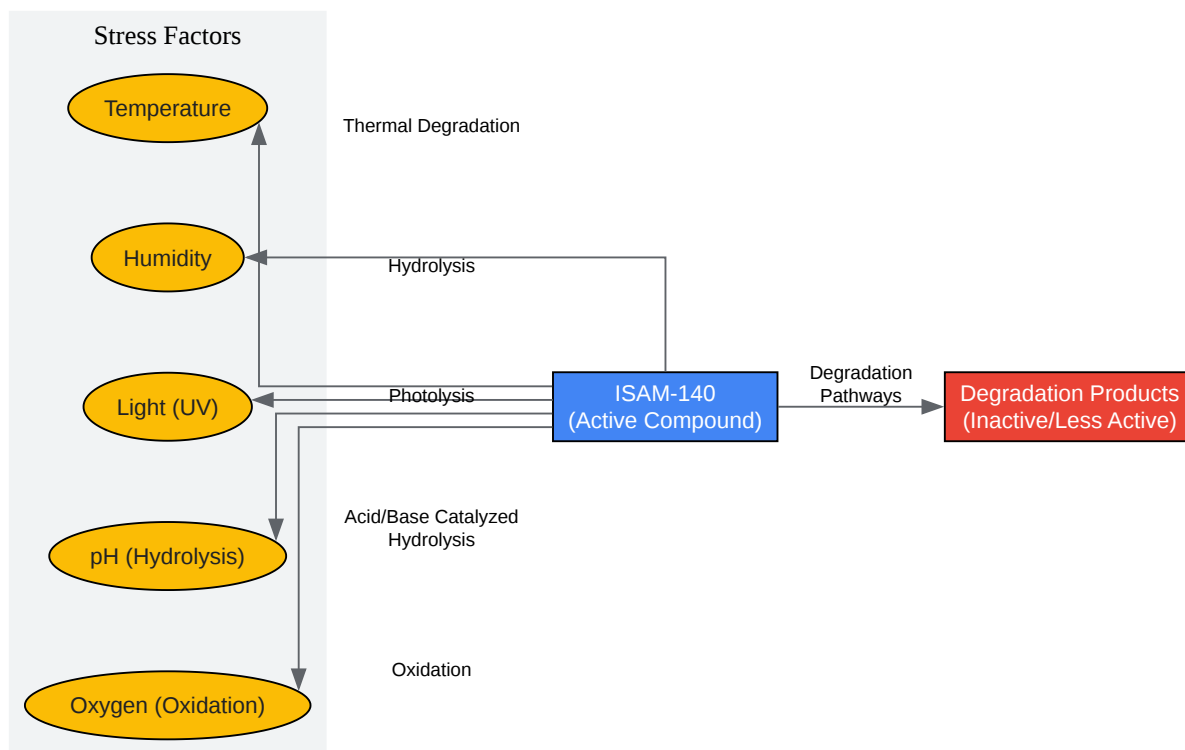 Stress Factors
Temperature
Thermal Degradation
Humidity
Hydrolysis
Light (UV)
Photolysis
ISAM-140
(Active Compound)
Degradation
Pathways
Degradation Products
(Inactive/Less Active)
pH (Hydrolysis)
Acid/Base Catalyzed
Hydrolysis
Oxygen (Oxidation)
Oxidation